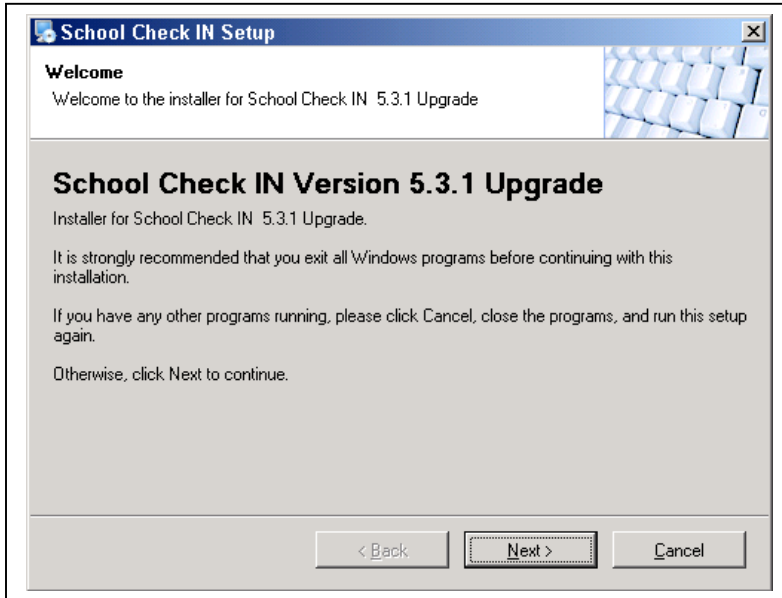 School Check IN Setup
Welcome
Welcome to the installer for School Check IN  5.3.1 Upgrade
School Check IN Version 5.3.1 Upgrade
Installer for School Check IN  5.3.1 Upgrade.
It is strongly recommended that you exit all Windows programs before continuing with this
installation.
If you have any other programs running, please click Cancel, close the programs, and run this setup
again.
Otherwise, click Next to continue.
< Back
Next >
Cancel